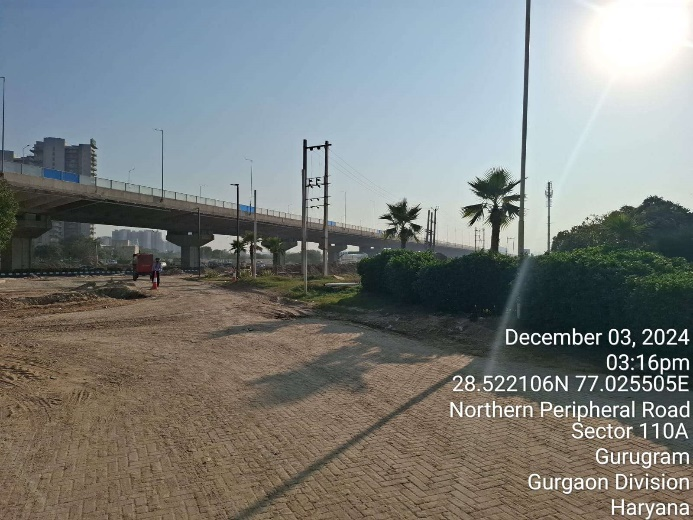 December 03, 2024
03:16pm
28.522106N 77.025505E
Northern Peripheral Road
Sector 110A
Gurugram
Gurgaon Division
Haryana